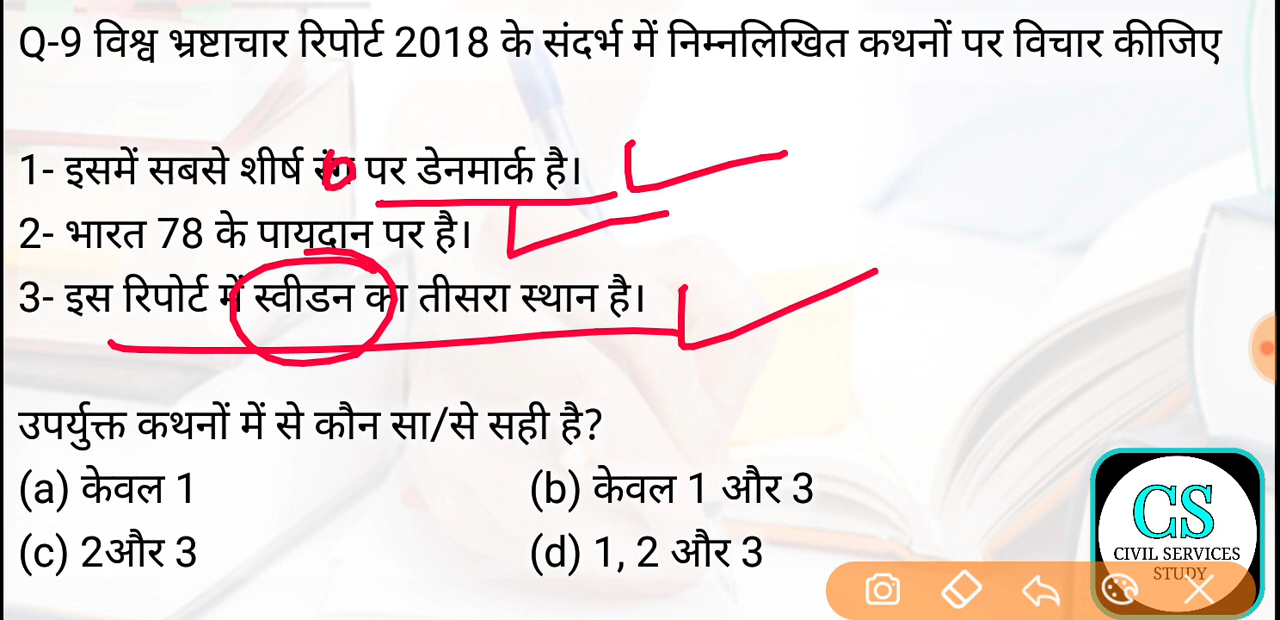 Q-9 विश्व भ्रष्टाचार रिपोर्ट 2018 के संदर्भ में निम्नलिखित कथनों पर विचार कीजिए
1- इसमें सबसे शीर्ष पर डेनमार्क है।
2- भारत 78 के पायदान पर है।
3- इस रिपोर्ट में स्वीडन का तीसरा स्थान है।
उपर्युक्त कथनों में से कौन सा/से सही है?
(a) केवल 1 (b) केवल 1 और 3
(c) 2और 3 (d) 1, 2 और 3
CS
CIVIL SERVICES
STUDY